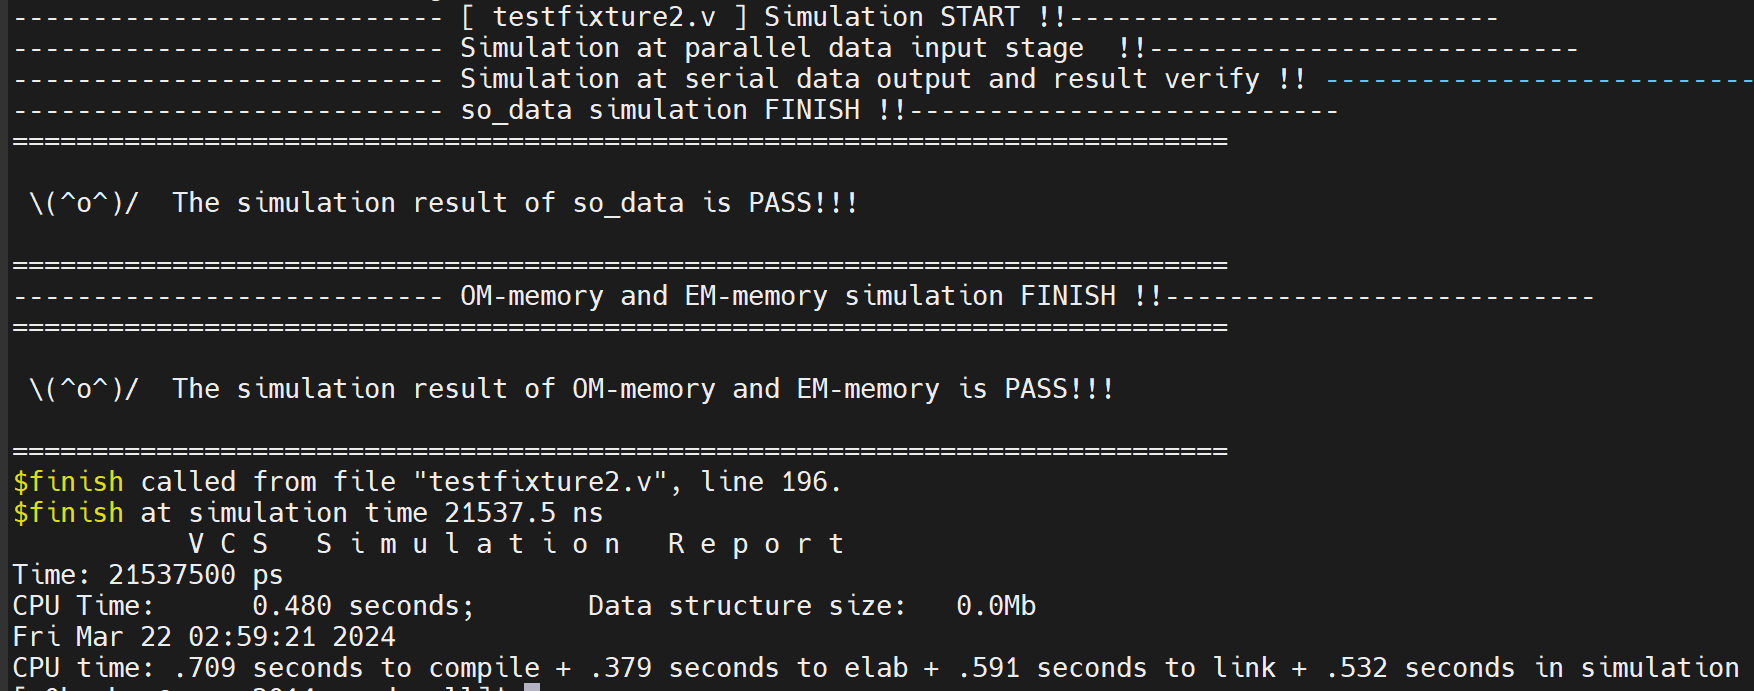 --------------------------- [ testfixture2.v ] Simulation START !!---------------------------
--------------------------- Simulation at parallel data input stage  !!---------------------------
--------------------------- Simulation at serial data output and result verify !! ---------------------------
--------------------------- so_data simulation FINISH !!---------------------------
============================================================================
 \(^o^)/  The simulation result of so_data is PASS!!!
============================================================================
--------------------------- OM-memory and EM-memory simulation FINISH !!---------------------------
============================================================================
 \(^o^)/  The simulation result of OM-memory and EM-memory is PASS!!!
============================================================================
$finish called from file "testfixture2.v", line 196.
$finish at simulation time 21537.5 ns
           V C S   S i m u l a t i o n   R e p o r t
Time: 21537500 ps
CPU Time:      0.480 seconds;       Data structure size:   0.0Mb
Fri Mar 22 02:59:21 2024
CPU time: .709 seconds to compile + .379 seconds to elab + .591 seconds to link + .532 seconds in simulation